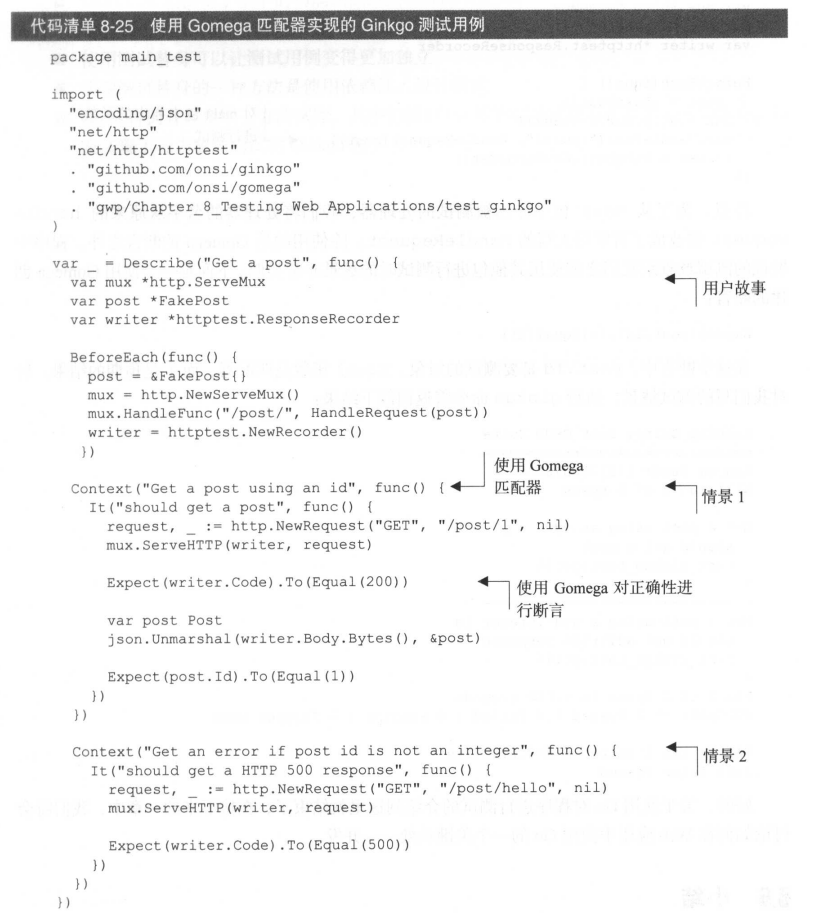 代码清单 8-25 使用 Gomega 匹配器实现的 Ginkgo 测试用例
package main_test
import (
"encoding/json"
"net/http"
"net/http/httptest"
. "github.com/onsi/ginkgo"
. "github.com/onsi/gomega"
. "gwp/Chapter_8_Testing_Web_Applications/test_ginkgo"
)
var _ = Describe("Get a post", func() {
var mux *http.ServeMux
用户故事
var post *FakePost
var writer *httptest.ResponseRecorder
BeforeEach(func() {
post = &FakePost{}
mux = http.NewServeMux()
mux.HandleFunc("/post/", HandleRequest(post))
writer = httptest.NewRecorder()
})
使用 Gomega
匹配器
Context("Get a post using an id", func() {
情景 1
It("should get a post", func() {
request, _ := http.NewRequest("GET", "/post/1", nil)
mux.ServeHTTP(writer, request)
Expect(writer.Code).To(Equal(200))
使用 Gomega 对正确性进
行断言
var post Post
json.Unmarshal(writer.Body.Bytes(), &post)
Expect(post.Id).To(Equal(1))
})
})
Context("Get an error if post id is not an integer", func() {
情景 2
It("should get a HTTP 500 response", func() {
request, _ := http.NewRequest("GET", "/post/hello", nil)
mux.ServeHTTP(writer, request)
Expect(writer.Code).To(Equal(500))
})
})
})